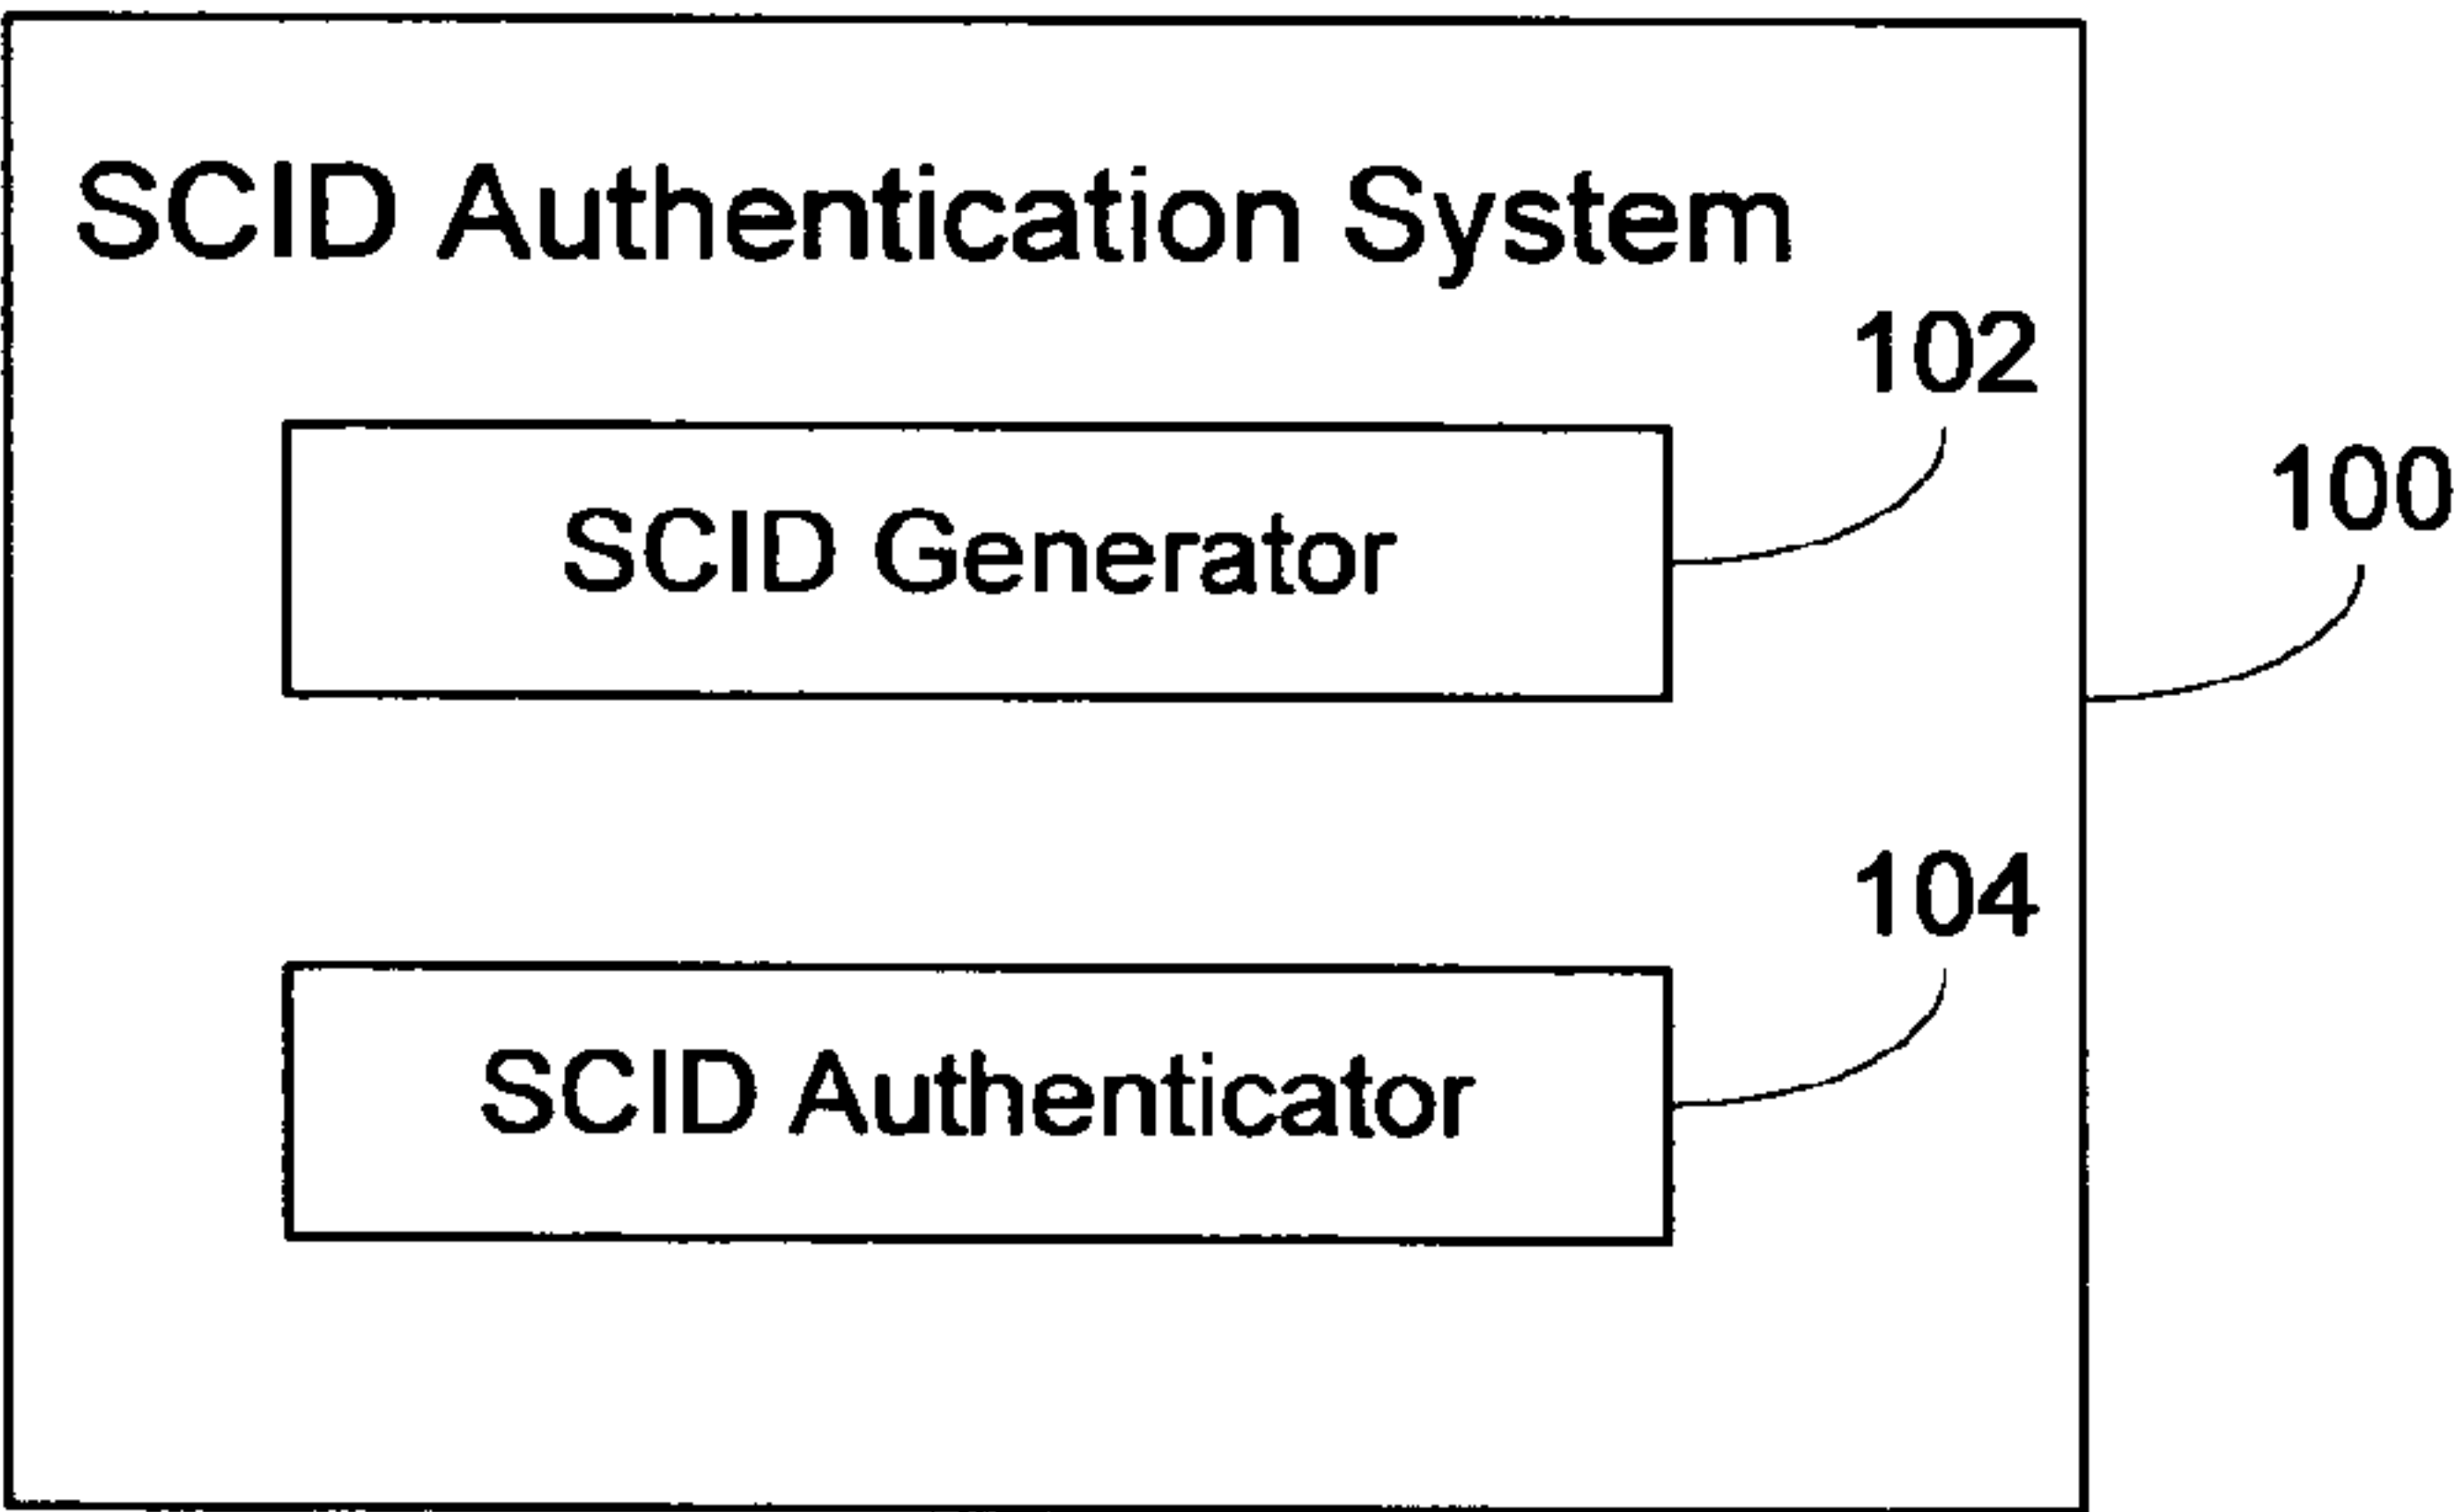 SCID Authentication System
102
100
SCID Generator
104
SCID Authenticator